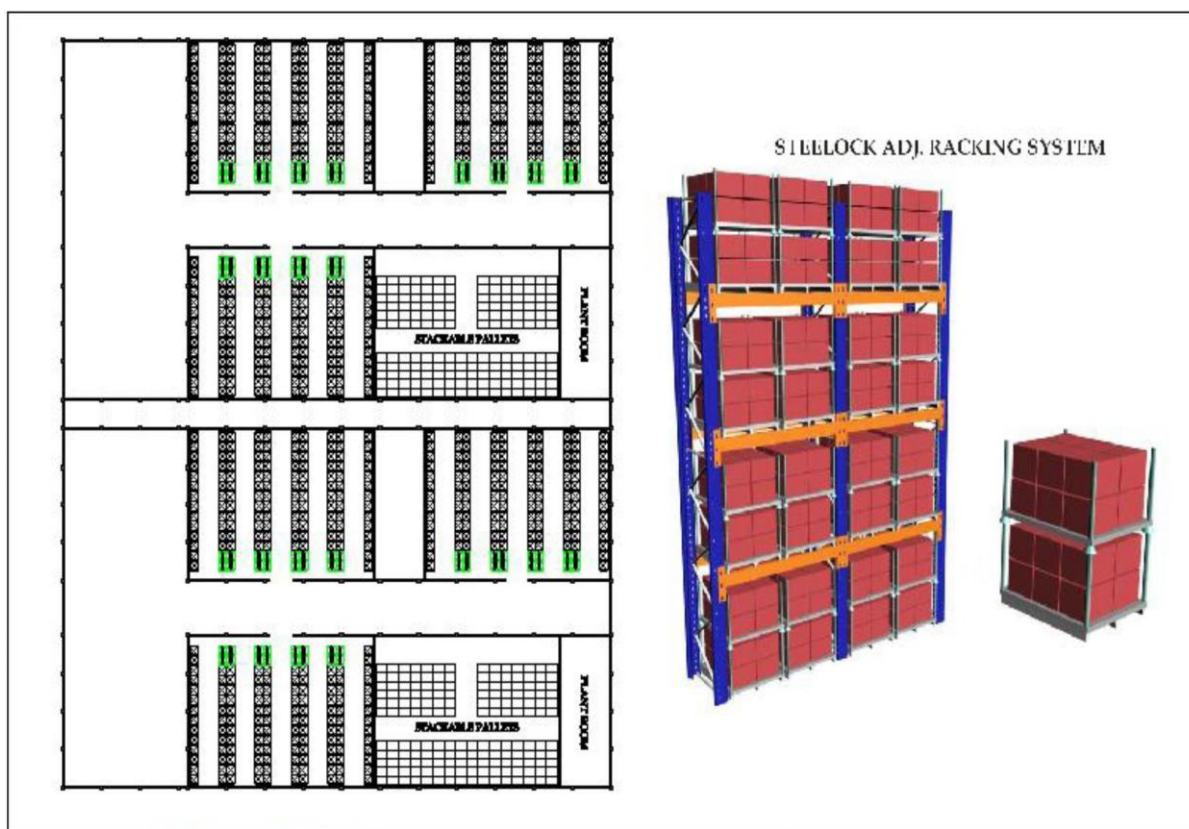 STEELOCK ADJ. RACKING SYSTEM
STACKABLE PALLETS
PLANT ROOM
STACKABLE PALLETS
PLANT ROOM